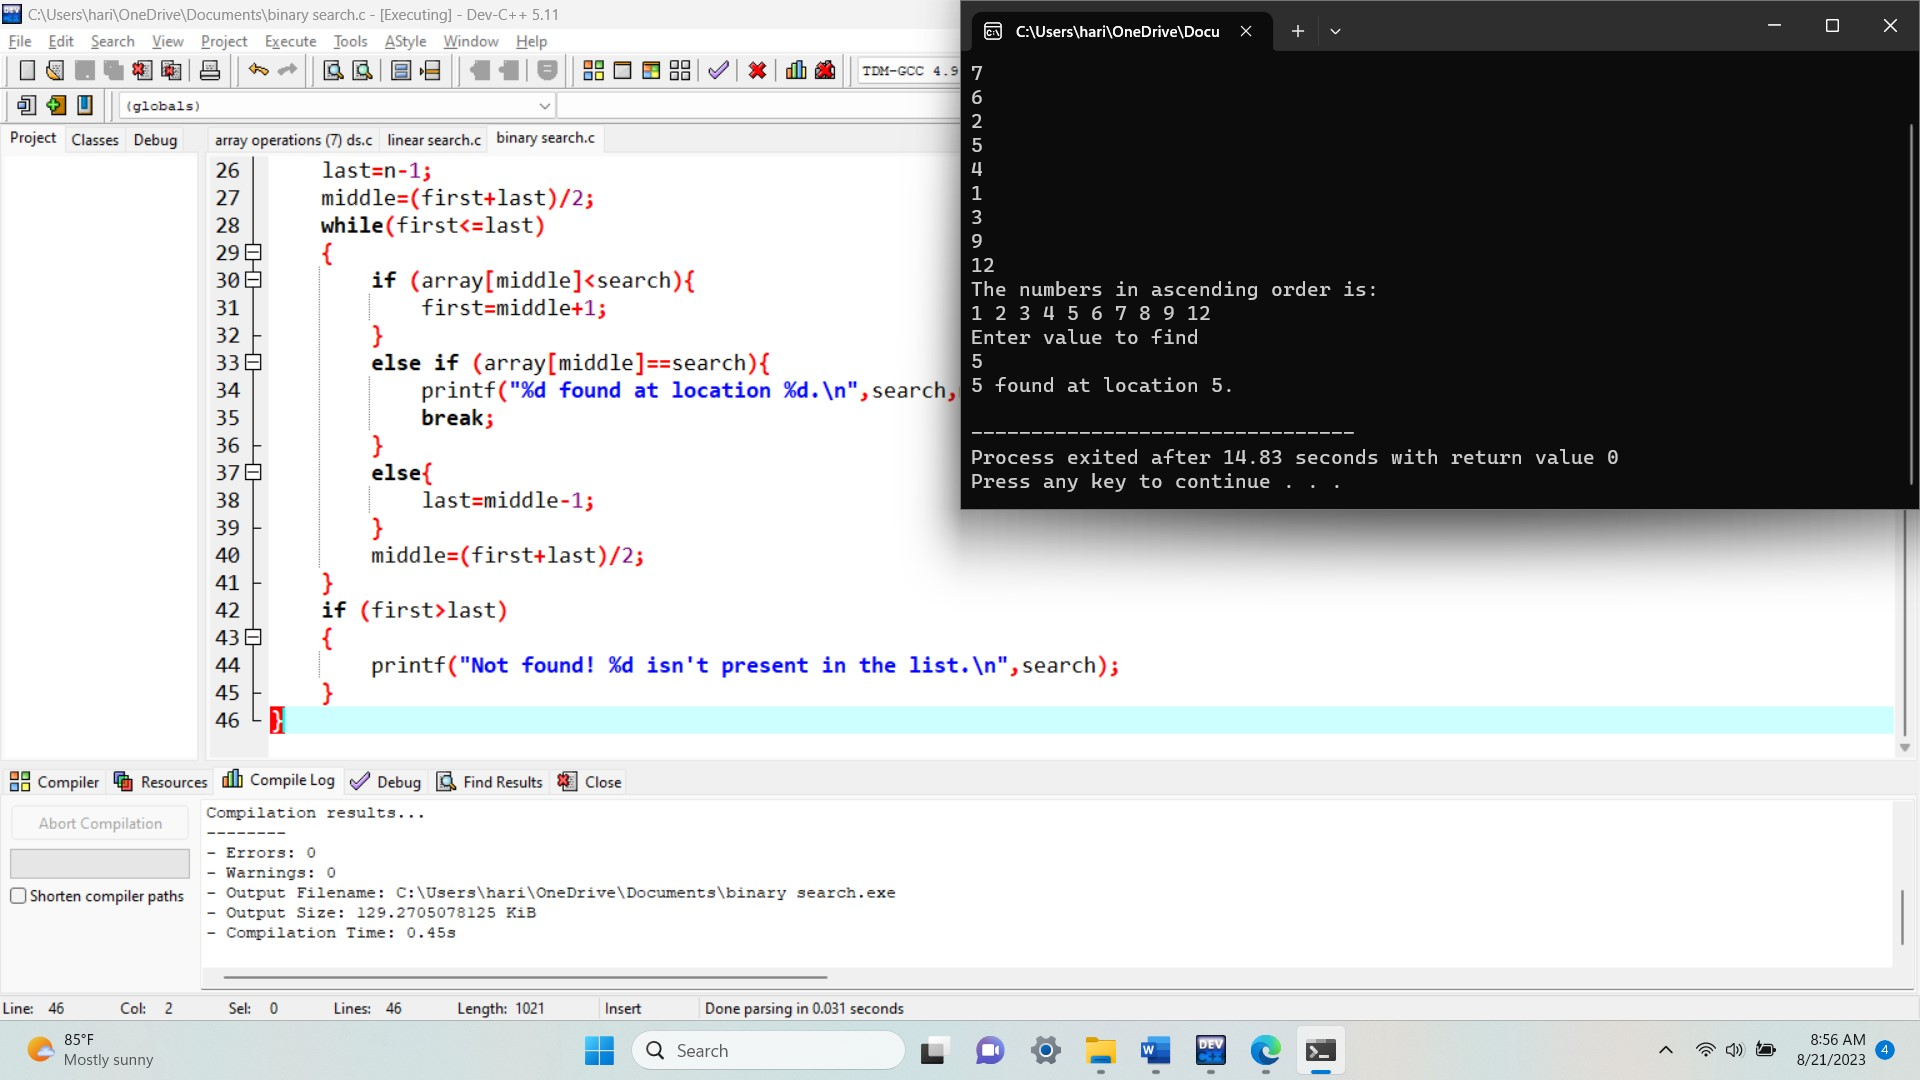 C:\Users\hari\OneDrive\Documents\binary search.c - [Executing] - Dev-C++ 5.11
File Edit Search View Project Execute Tools AStyle Window Help
TDM-GCC 4.9
(globals)
Project Classes Debug
array operations (7) ds.c linear search.c binary search.c
26 last=n-1;
27 middle=(first+last)/2;
28 while(first<=last)
29 {
30 if (array[middle]<search){
31 first=middle+1;
32 }
33 else if (array[middle]==search){
34 printf("%d found at location %d.\n",search,
35 break;
36 }
37 else{
38 last=middle-1;
39 }
40 middle=(first+last)/2;
41 }
42 if (first>last)
43 {
44 printf("Not found! %d isn't present in the list.\n",search);
45 }
46 }
C:\Users\hari\OneDrive\Docu
7
6
2
5
4
1
3
9
12
The numbers in ascending order is:
1 2 3 4 5 6 7 8 9 12
Enter value to find
5
5 found at location 5.
--------------------------------
Process exited after 14.83 seconds with return value 0
Press any key to continue . . .
Compiler Resources Compile Log Debug Find Results Close
Abort Compilation
Shorten compiler paths
Compilation results...
--------
- Errors: 0
- Warnings: 0
- Output Filename: C:\Users\hari\OneDrive\Documents\binary search.exe
- Output Size: 129.2705078125 KiB
- Compilation Time: 0.45s
Line: 46 Col: 2 Sel: 0 Lines: 46 Length: 1021 Insert Done parsing in 0.031 seconds
85°F
Mostly sunny
Search
W
DEV
C++
8:56 AM
8/21/2023
4